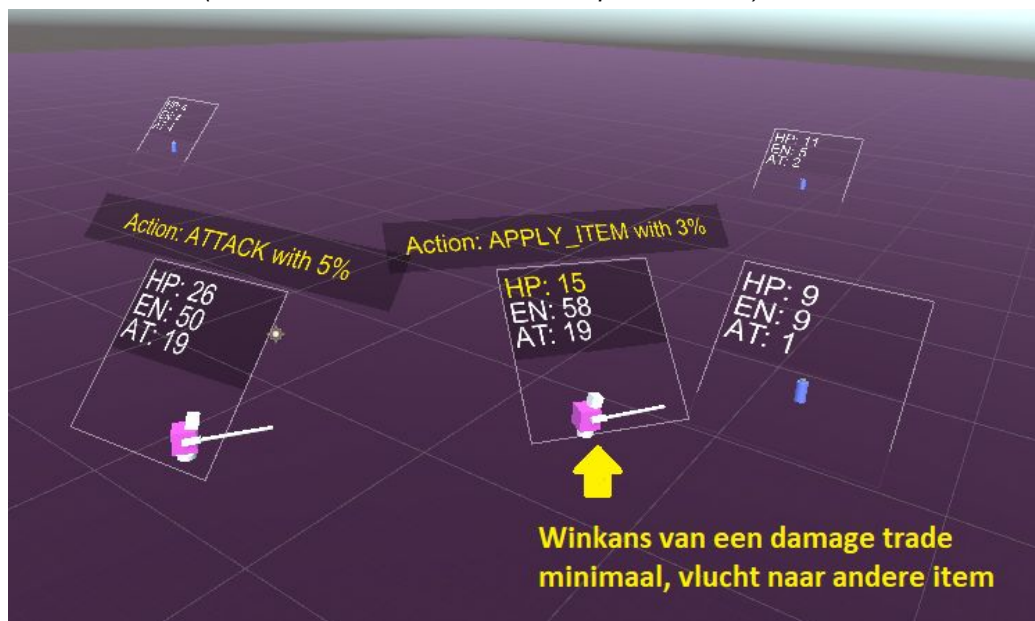 HP: 11
EN: 5
AT: 2
Action: ATTACK with 5%
Action: APPLY_ITEM with 3%
HP: 26
EN: 50
AT: 19
HP: 15
EN: 58
AT: 19
HP: 9
EN: 9
AT: 1
Winkans van een damage trade
minimaal, vlucht naar andere item